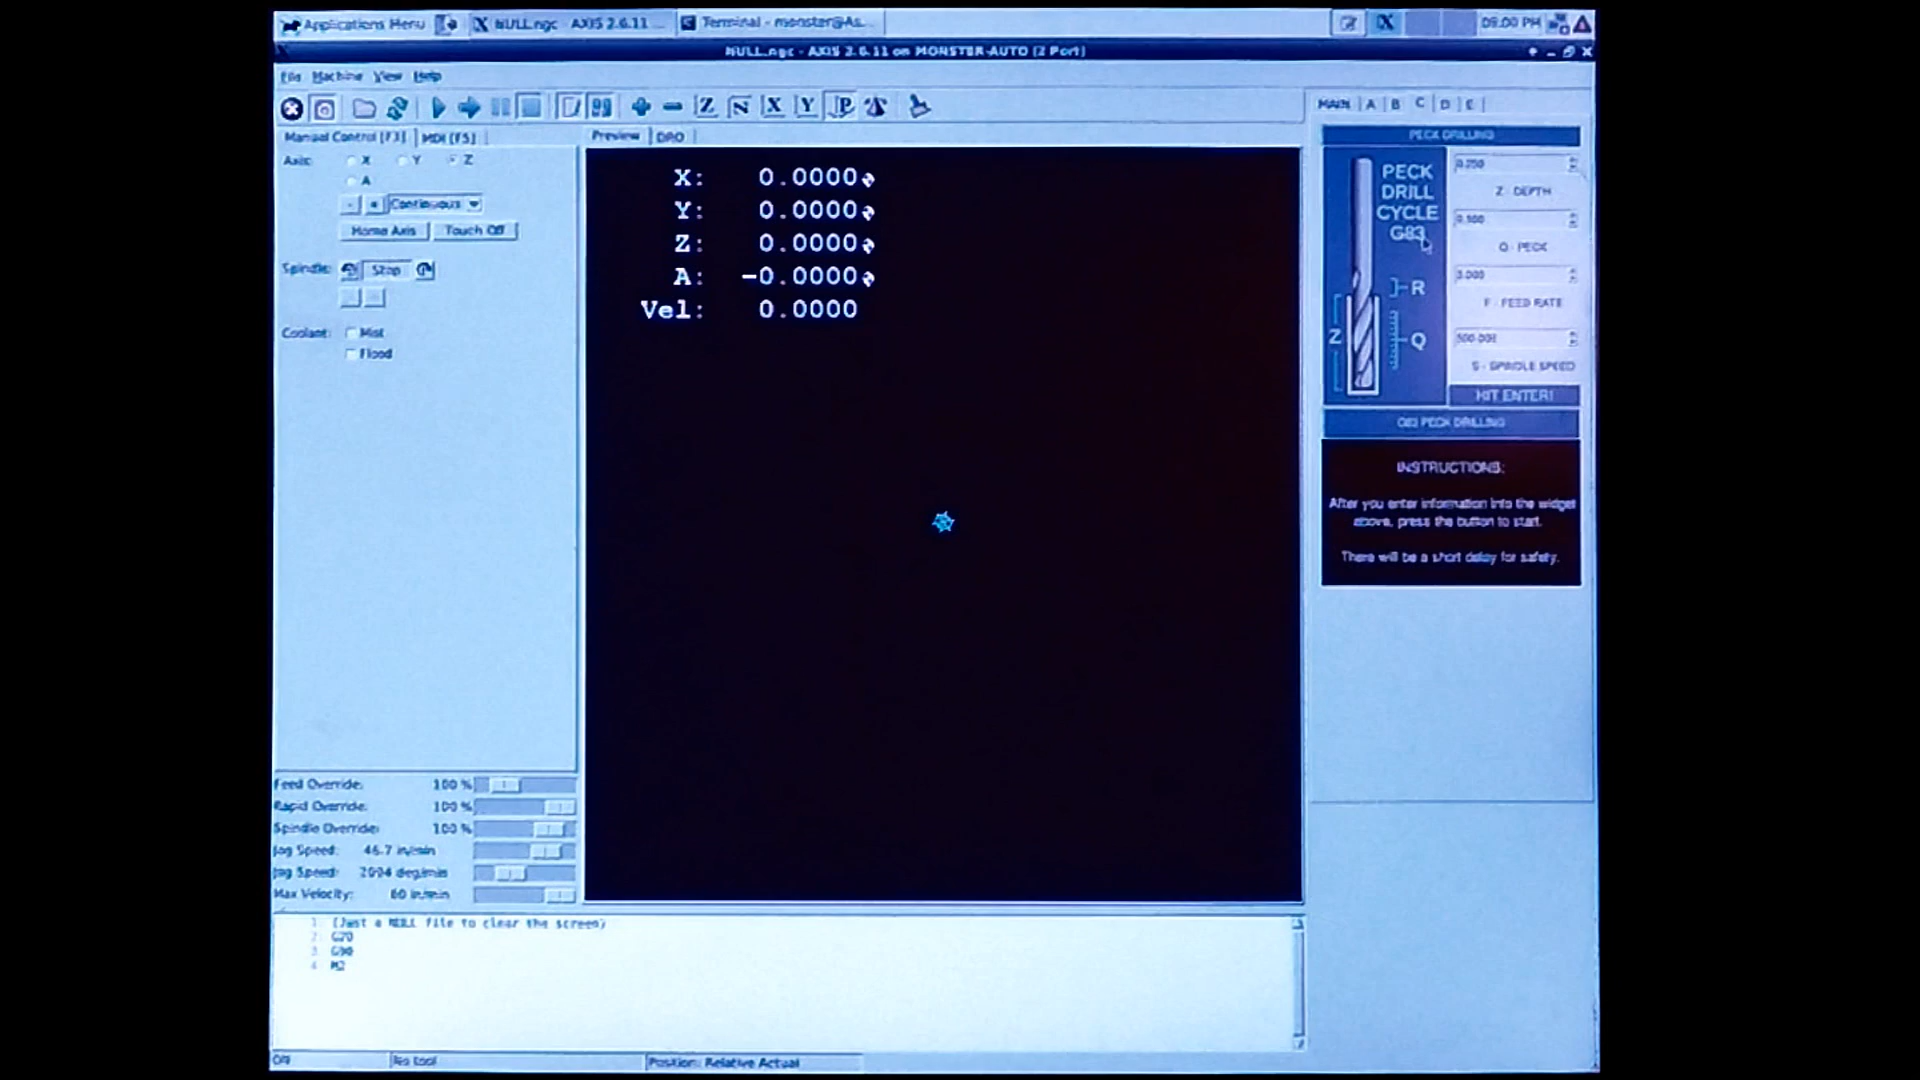 Applications Menu NULL.ngc - AXIS 2.6.11 ... Terminal - monster@As... 09:00 PM
NULL.ngc - AXIS 2.6.11 on MONSTER-AUTO (2 Port)
File Machine View Help
Z N X Y P
MAIN A B C D E
Manual Control [F3] MDI [F5]
Preview DRO
Axis: X Y Z
A
- + Continuous
Home Axis Touch Off
Spindle: Stop
Coolant: Mist
Flood
X: 0.0000
Y: 0.0000
Z: 0.0000
A: -0.0000
Vel: 0.0000
PECK DRILLING
PECK
DRILL
CYCLE
G83
R
Z
Q
Z - DEPTH
Q - PECK
F - FEED RATE
S - SPINDLE SPEED
HIT ENTER!
G83 PECK DRILLING
INSTRUCTIONS:
After you enter information into the widget
above, press the button to start.
There will be a short delay for safety.
Feed Override: 100 %
Rapid Override: 100 %
Spindle Override: 100 %
Jog Speed: 46.7 in/min
Jog Speed: 2094 deg/min
Max Velocity: 60 in/min
1: (Just a NULL file to clear the screen)
2: G20
3: G90
4: M2
ON No tool Position: Relative Actual